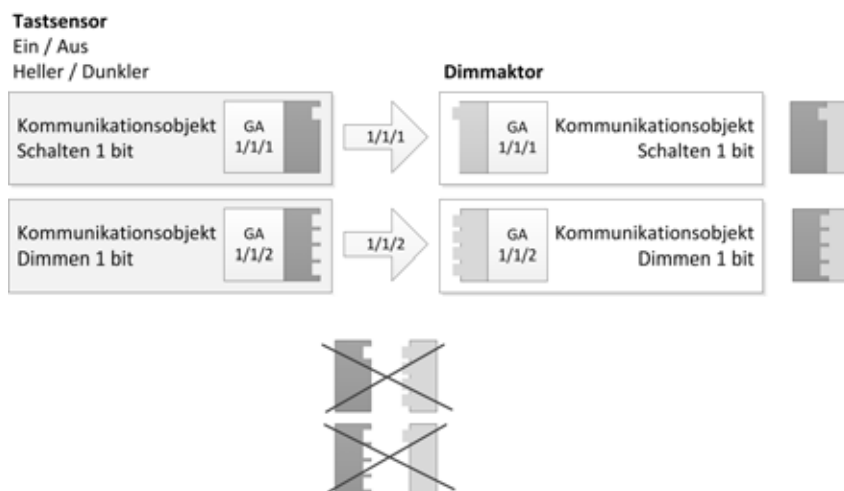 Tastsensor
Ein / Aus
Heller / Dunkler
Dimmaktor
Kommunikationsobjekt
Schalten 1 bit
GA
1/1/1
1/1/1
GA
1/1/1
Kommunikationsobjekt
Schalten 1 bit
Kommunikationsobjekt
Dimmen 1 bit
GA
1/1/2
1/1/2
GA
1/1/2
Kommunikationsobjekt
Dimmen 1 bit